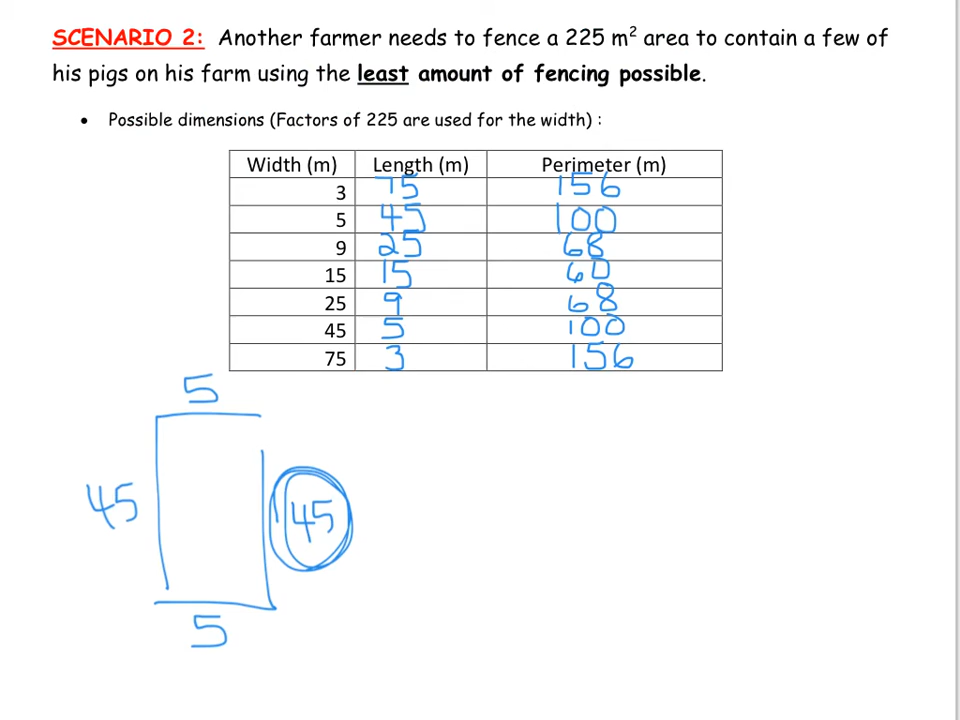 SCENARIO 2: Another farmer needs to fence a 225 m² area to contain a few of
his pigs on his farm using the least amount of fencing possible.
• Possible dimensions (Factors of 225 are used for the width) :
Width (m) Length (m) Perimeter (m)
3 75 156
5 45 100
9 25 68
15 15 60
25 9 68
45 5 100
75 3 156
5
45 45
5